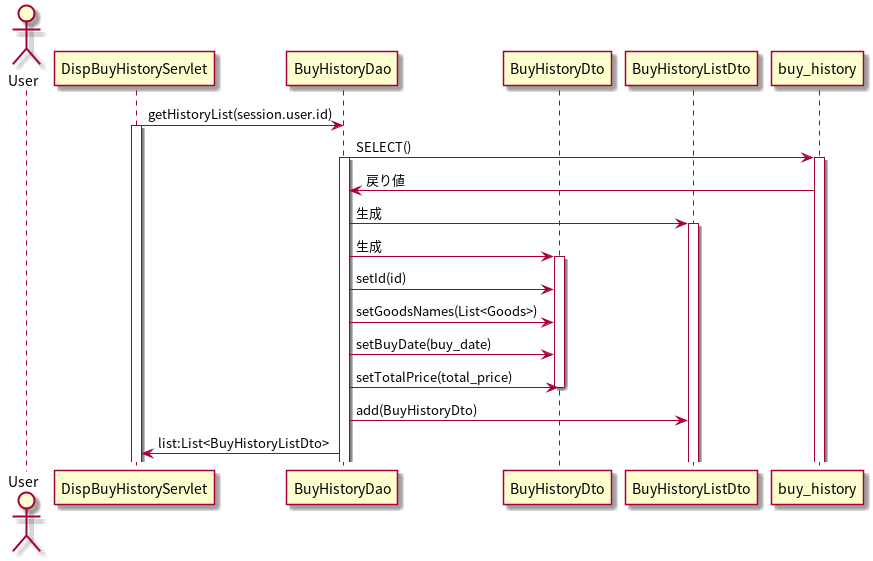 User
DispBuyHistoryServlet
BuyHistoryDao
BuyHistoryDto
BuyHistoryListDto
buy_history
getHistoryList(session.user.id)
SELECT()
戻り値
生成
生成
setId(id)
setGoodsNames(List<Goods>)
setBuyDate(buy_date)
setTotalPrice(total_price)
add(BuyHistoryDto)
list:List<BuyHistoryListDto>
User
DispBuyHistoryServlet
BuyHistoryDao
BuyHistoryDto
BuyHistoryListDto
buy_history